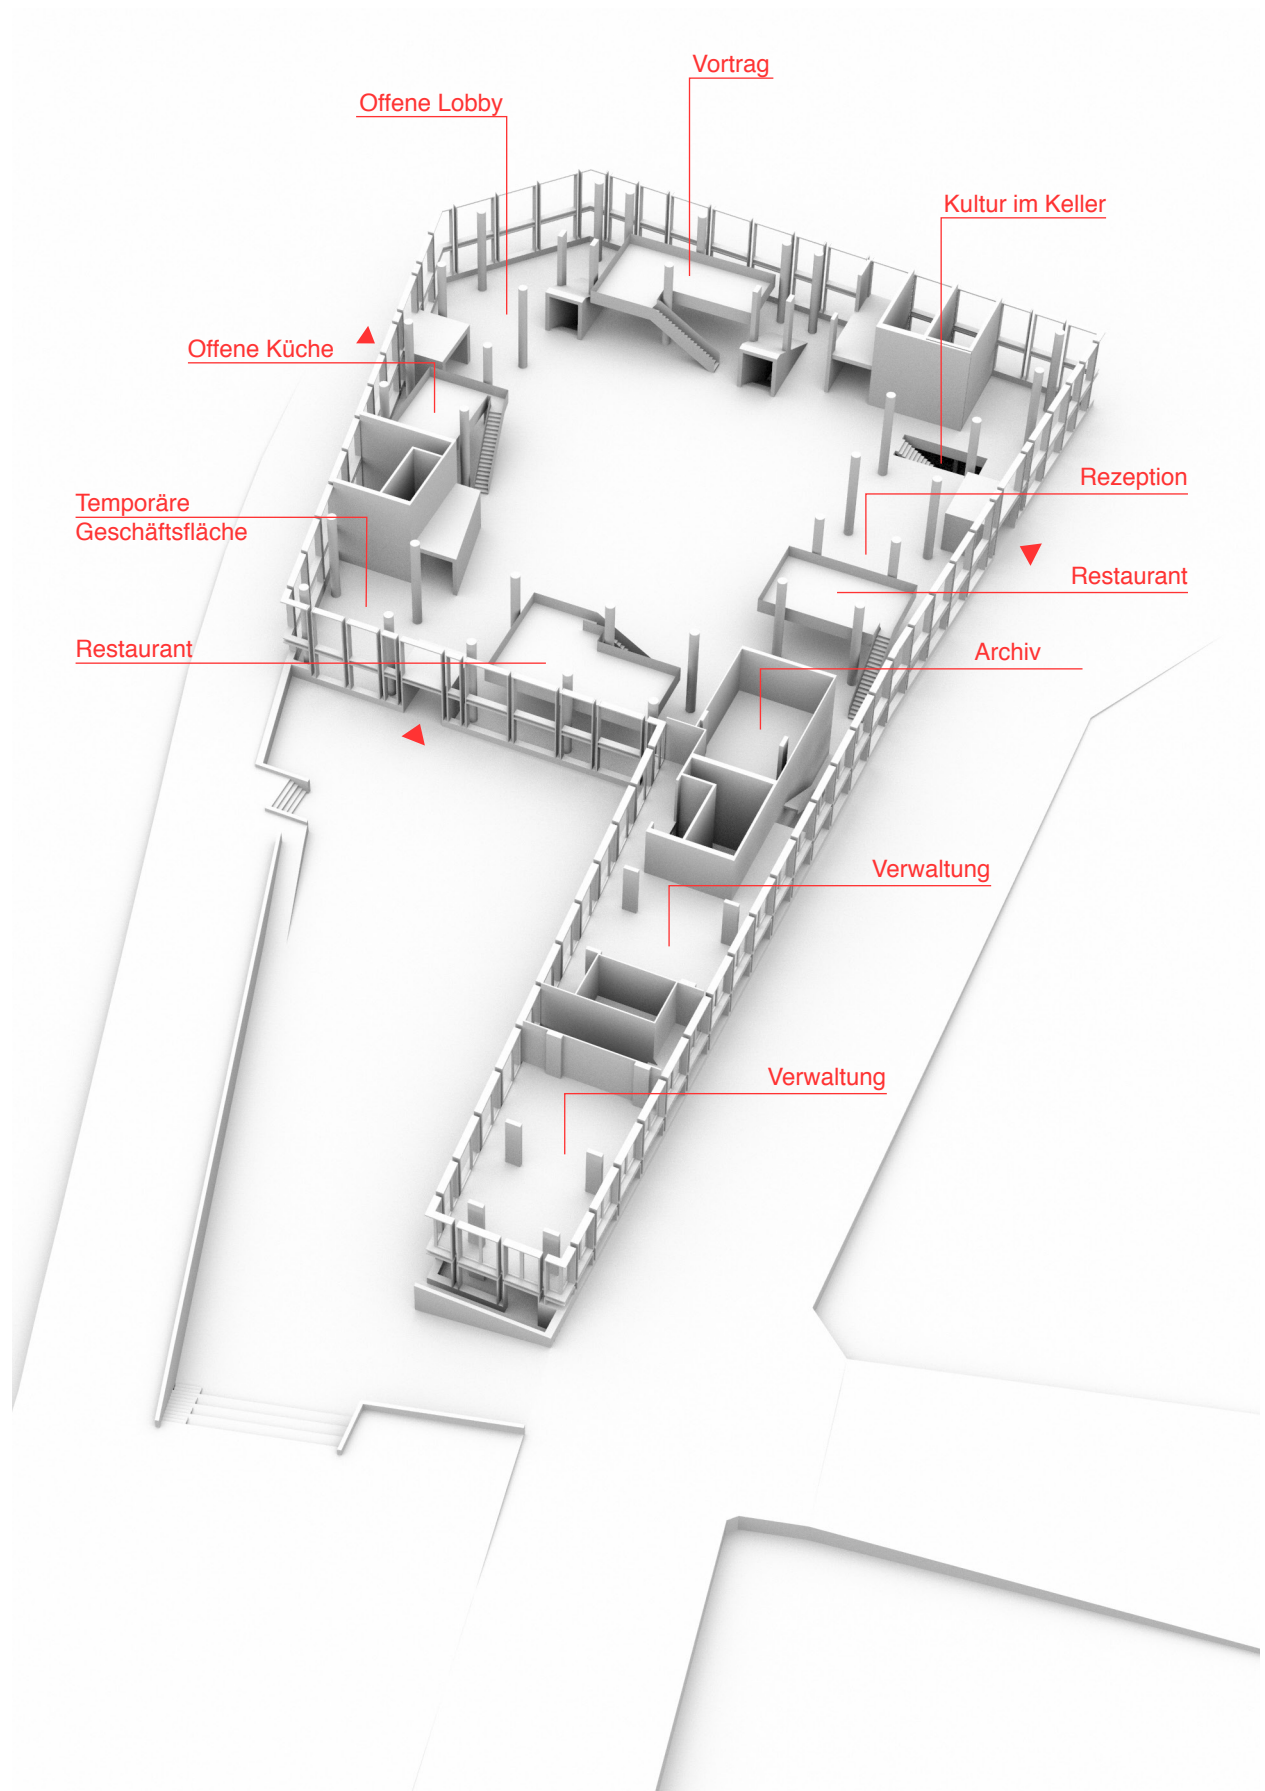 Vortrag
Offene Lobby
Kultur im Keller
Offene Küche
Rezeption
Temporäre
Geschäftsfläche
Restaurant
Restaurant
Archiv
Verwaltung
Verwaltung